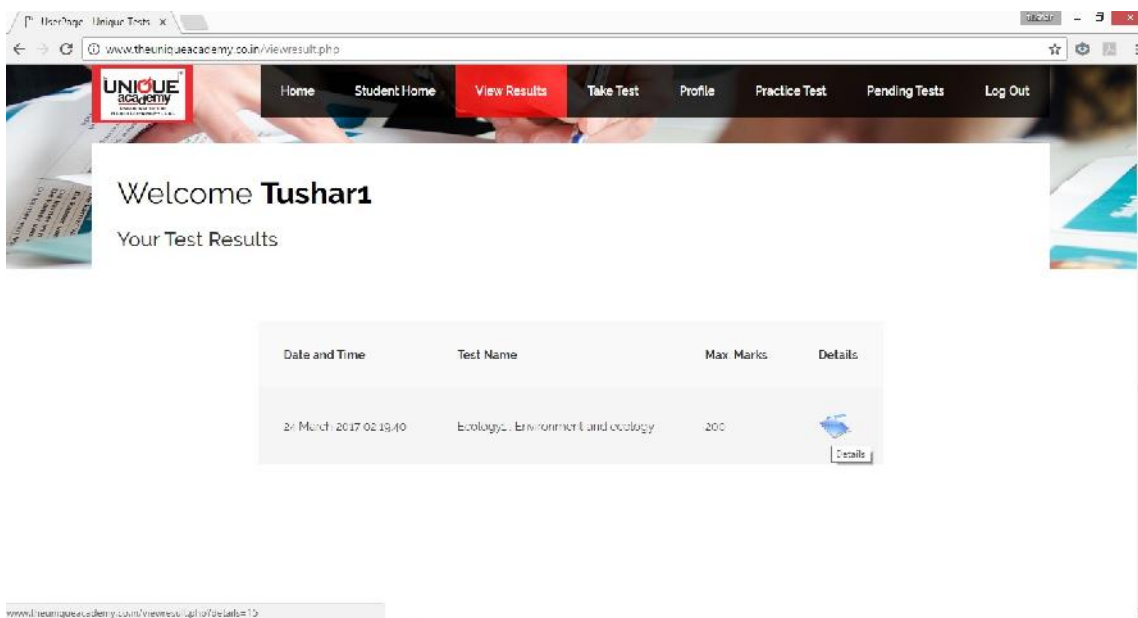 UserPage Unique Tests
Tushar
www.theuniqueacademy.co.in/viewresult.php
UNIQUE
academy
Home Student Home View Results Take Test Profile Practice Test Pending Tests Log Out
Welcome Tushar1
Your Test Results
Date and Time Test Name Max. Marks Details
24 March 2017 02:19:40 Ecology1 : Environment and ecology 200
Details
www.theuniqueacademy.co.in/viewresult.php?details=15